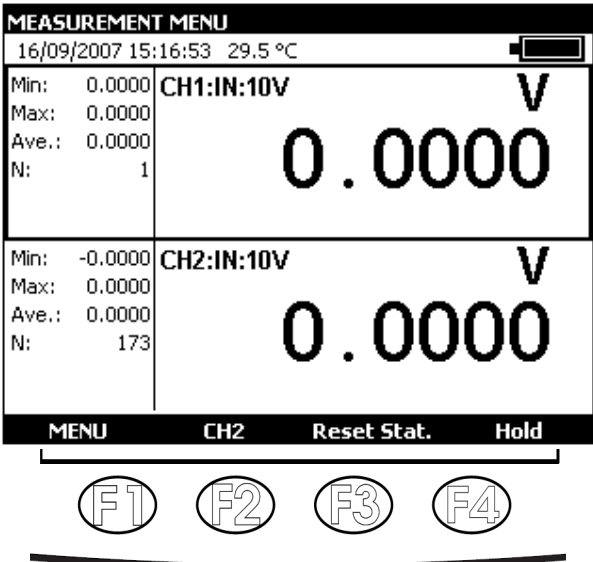 MEASUREMENT MENU
16/09/2007 15:16:53 29.5 °C
Min: 0.0000 CH1:IN:10V V
Max: 0.0000
Ave.: 0.0000 0.0000
N: 1
Min: -0.0000 CH2:IN:10V V
Max: 0.0000
Ave.: 0.0000 0.0000
N: 173
MENU CH2 Reset Stat. Hold
F1 F2 F3 F4